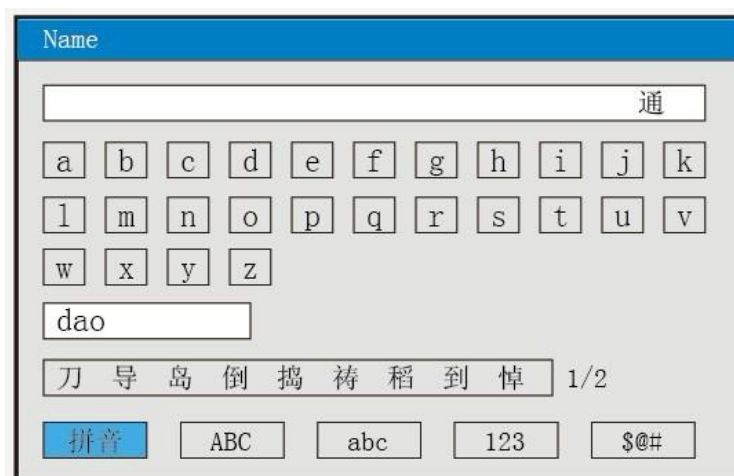 Name
通
a b c d e f g h i j k
l m n o p q r s t u v
w x y z
dao
刀 导 岛 倒 捣 祷 稻 到 悼 1/2
拼音 ABC abc 123 $@#